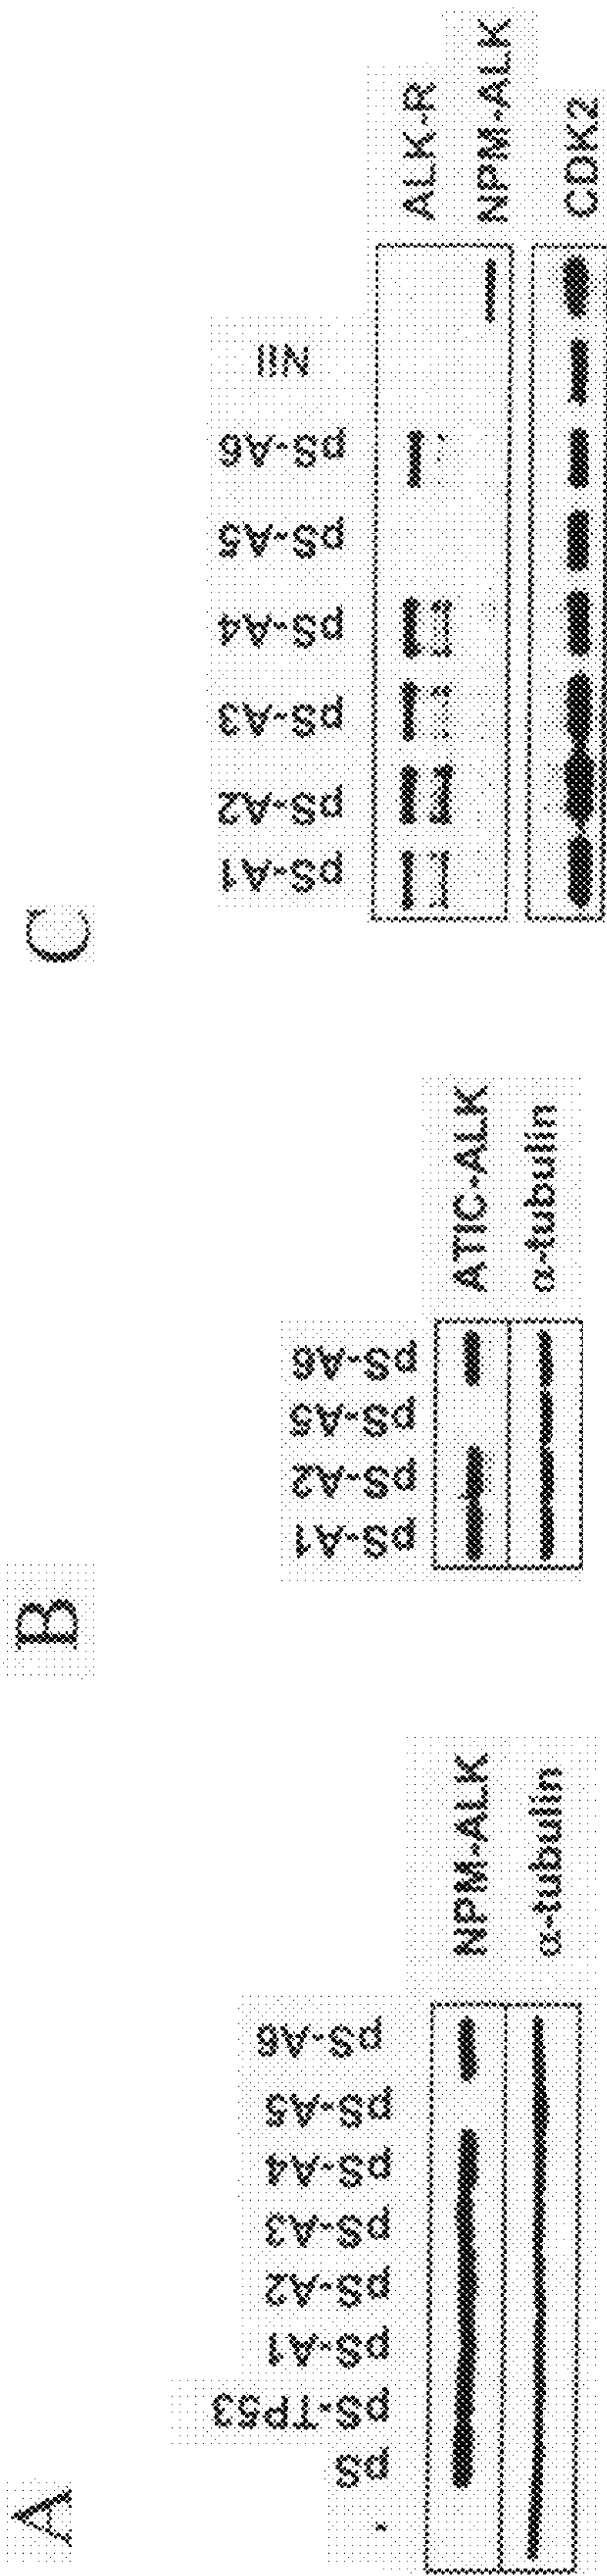 A
-
pS
pS-TP53
pS-A1
pS-A2
pS-A3
pS-A4
pS-A5
pS-A6
NPM-ALK
α-tubulin
B
pS-A1
pS-A2
pS-A5
pS-A6
ATIC-ALK
α-tubulin
C
pS-A1
pS-A2
pS-A3
pS-A4
pS-A5
pS-A6
Nil
ALK-R
NPM-ALK
CDK2